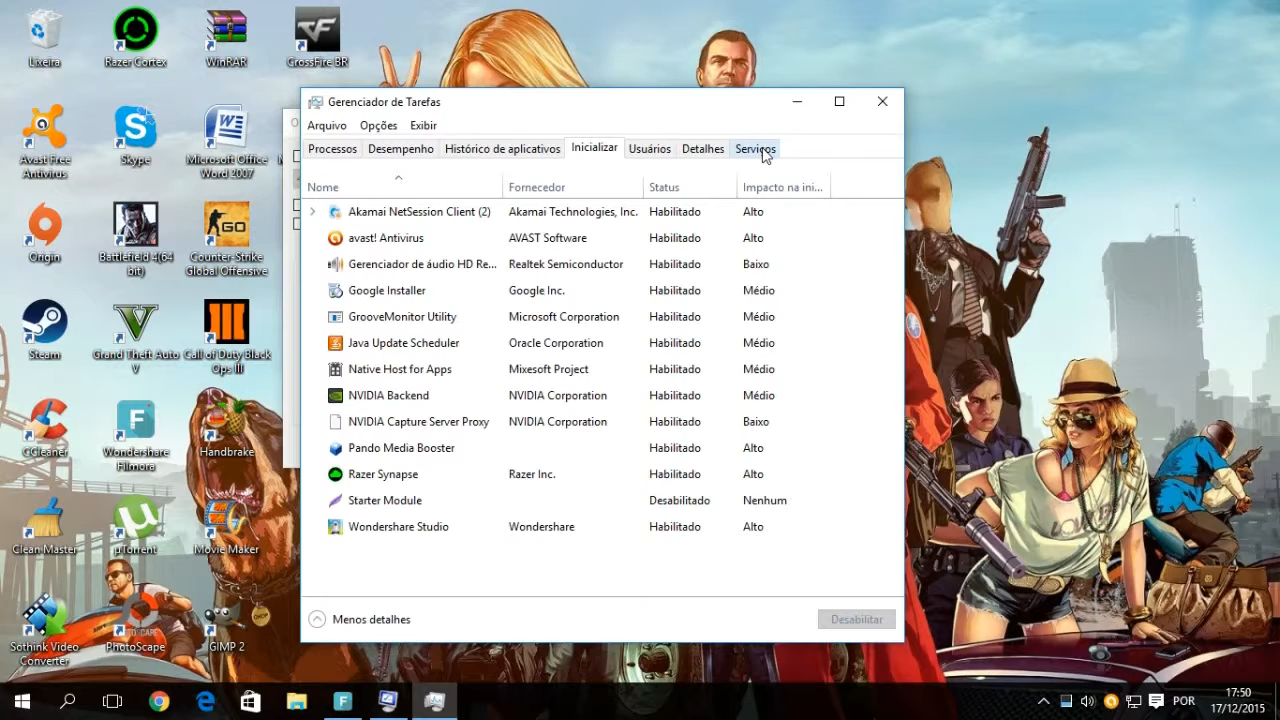 Lixeira
Razer Cortex
WinRAR
CrossFire BR
Avast Free
Antivirus
Skype
Microsoft Office
Word 2007
Origin
Battlefield 4(64
bit)
Counter-Strike
Global Offensive
Steam
Grand Theft Auto
V
Call of Duty Black
Ops III
CCleaner
Wondershare
Filmora
Handbrake
Clean Master
µTorrent
Movie Maker
Sothink Video
Converter
PhotoScape
GIMP 2
Gerenciador de Tarefas
Arquivo Opções Exibir
Processos Desempenho Histórico de aplicativos Inicializar Usuários Detalhes Serviços
Nome Fornecedor Status Impacto na ini...
Akamai NetSession Client (2) Akamai Technologies, Inc. Habilitado Alto
avast! Antivirus AVAST Software Habilitado Alto
Gerenciador de áudio HD Re... Realtek Semiconductor Habilitado Baixo
Google Installer Google Inc. Habilitado Médio
GrooveMonitor Utility Microsoft Corporation Habilitado Médio
Java Update Scheduler Oracle Corporation Habilitado Médio
Native Host for Apps Mixesoft Project Habilitado Médio
NVIDIA Backend NVIDIA Corporation Habilitado Médio
NVIDIA Capture Server Proxy NVIDIA Corporation Habilitado Baixo
Pando Media Booster Habilitado Alto
Razer Synapse Razer Inc. Habilitado Alto
Starter Module Desabilitado Nenhum
Wondershare Studio Wondershare Habilitado Alto
Menos detalhes
Desabilitar
POR
17:50
17/12/2015